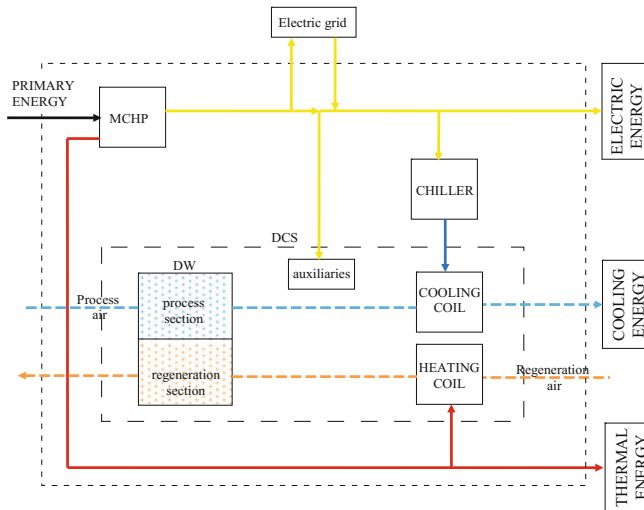 Electric grid
PRIMARY
ENERGY
MCHP
ELECTRIC
ENERGY
CHILLER
DCS
DW
auxiliaries
Process
air
process
section
COOLING
COIL
COOLING
ENERGY
regeneration
section
HEATING
COIL
Regeneration
air
THERMAL
ENERGY